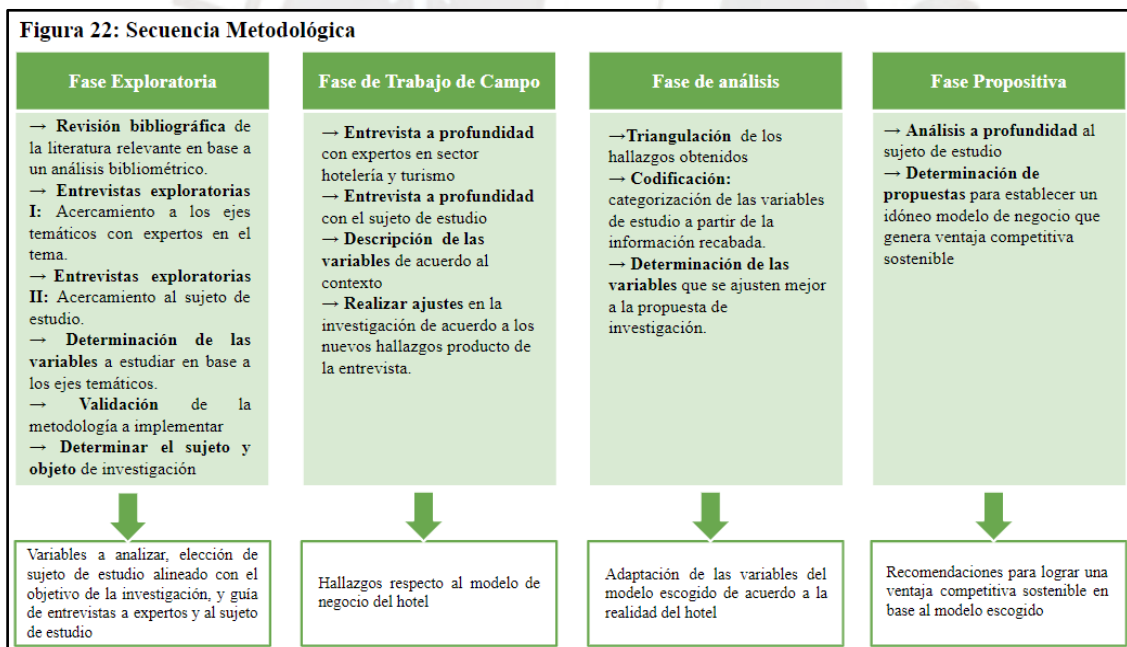 Figura 22: Secuencia Metodológica
Fase Exploratoria
→ Revisión bibliográfica de
la literatura relevante en base a
un análisis bibliométrico.
→ Entrevistas exploratorias
I: Acercamiento a los ejes
temáticos con expertos en el
tema.
→ Entrevistas exploratorias
II: Acercamiento al sujeto de
estudio.
→ Determinación de las
variables a estudiar en base a
los ejes temáticos.
→ Validación de la
metodología a implementar
→ Determinar el sujeto y
objeto de investigación
Variables a analizar, elección de
sujeto de estudio alineado con el
objetivo de la investigación, y guía
de entrevistas a expertos y al sujeto
de estudio
Fase de Trabajo de Campo
→ Entrevista a profundidad
con expertos en sector
hotelería y turismo
→ Entrevista a profundidad
con el sujeto de estudio
→ Descripción de las
variables de acuerdo al
contexto
→ Realizar ajustes en la
investigación de acuerdo a los
nuevos hallazgos producto de
la entrevista.
Hallazgos respecto al modelo de
negocio del hotel
Fase de análisis
→Triangulación de los
hallazgos obtenidos
→ Codificación:
categorización de las variables
de estudio a partir de la
información recabada.
→ Determinación de las
variables que se ajusten mejor
a la propuesta de
investigación.
Adaptación de las variables del
modelo escogido de acuerdo a la
realidad del hotel
Fase Propositiva
→ Análisis a profundidad al
sujeto de estudio
→ Determinación de
propuestas para establecer un
idóneo modelo de negocio que
genera ventaja competitiva
sostenible
Recomendaciones para lograr una
ventaja competitiva sostenible en
base al modelo escogido